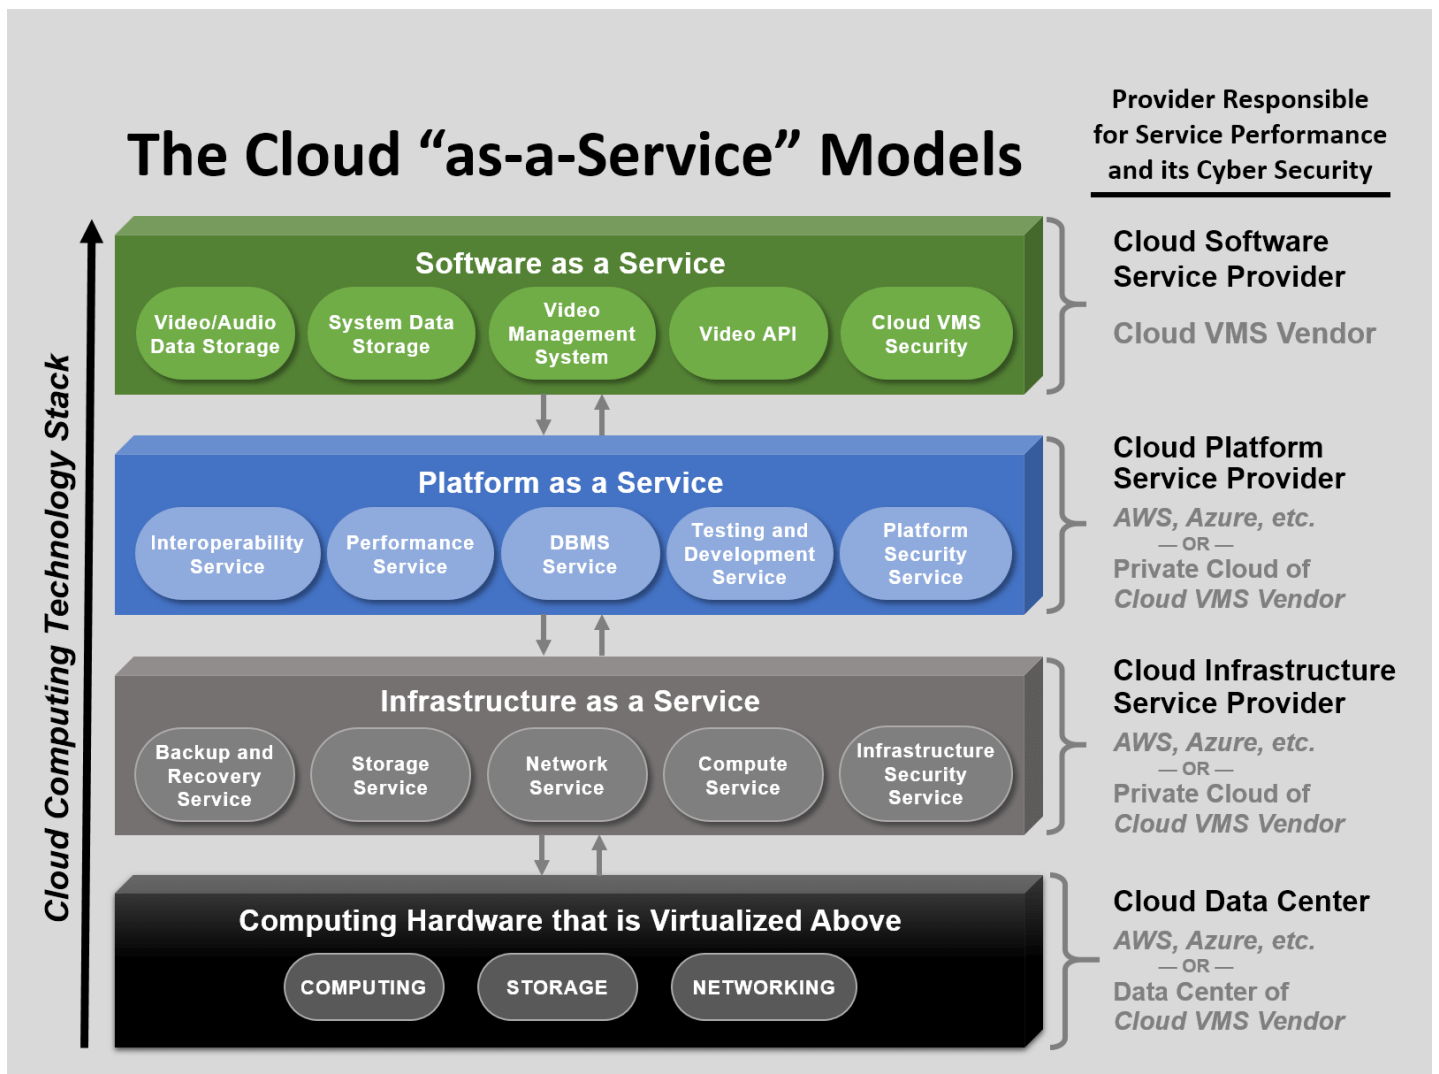 The Cloud “as-a-Service” Models
Provider Responsible
for Service Performance
and its Cyber Security
Cloud Computing Technology Stack
Software as a Service
Video/Audio
Data Storage
System Data
Storage
Video
Management
System
Video API
Cloud VMS
Security
Cloud Software
Service Provider
Cloud VMS Vendor
Platform as a Service
Interoperability
Service
Performance
Service
DBMS
Service
Testing and
Development
Service
Platform
Security
Service
Cloud Platform
Service Provider
AWS, Azure, etc.
— OR —
Private Cloud of
Cloud VMS Vendor
Infrastructure as a Service
Backup and
Recovery
Service
Storage
Service
Network
Service
Compute
Service
Infrastructure
Security
Service
Cloud Infrastructure
Service Provider
AWS, Azure, etc.
— OR —
Private Cloud of
Cloud VMS Vendor
Computing Hardware that is Virtualized Above
COMPUTING
STORAGE
NETWORKING
Cloud Data Center
AWS, Azure, etc.
— OR —
Data Center of
Cloud VMS Vendor